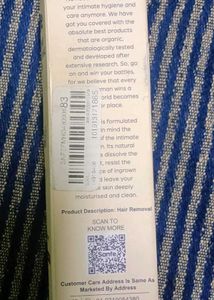 your intimate hygiene and
care anymore. We have got you
covered with the absolute
best products that are organic,
dermatologically tested
and developed after
extensive research. So, go
on and win your battles,
for we believe that every
man wins a
world becomes
r place.
is formulated
in mind the
of the intimate
n. Its natural
s dissolve the
, resist the
nce of ingrown
d leave your
e skin deeply
moisturised and clean.
Product Description: Hair Removal
SCAN TO
KNOW MORE
Customer Care Address Is Same As
Marketed By Address